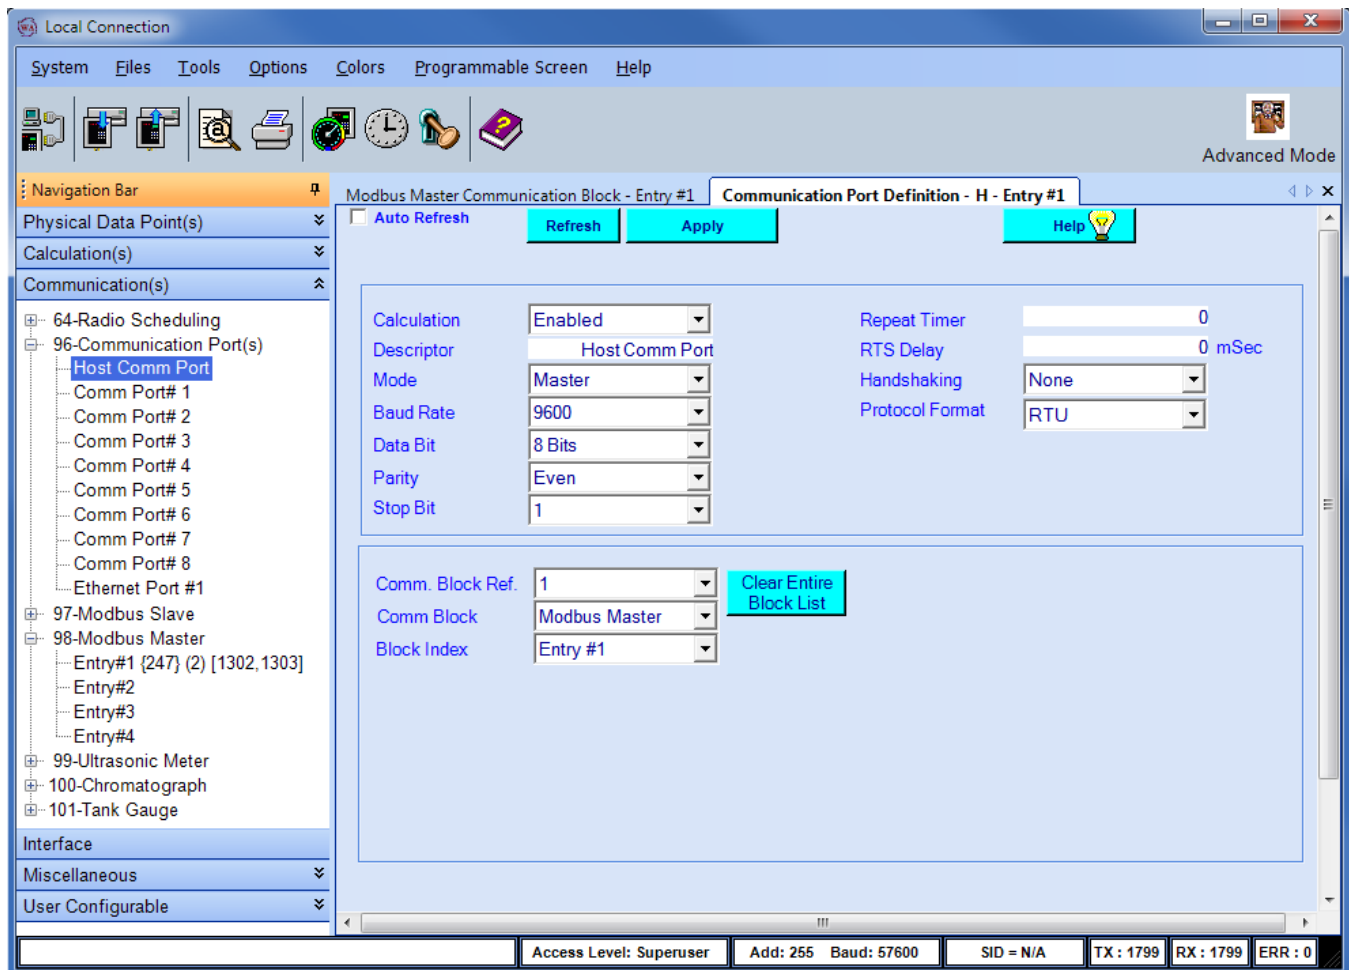 Local Connection
System Files Tools Options Colors Programmable Screen Help
Advanced Mode
Navigation Bar
Physical Data Point(s)
Calculation(s)
Communication(s)
64-Radio Scheduling
96-Communication Port(s)
Host Comm Port
Comm Port# 1
Comm Port# 2
Comm Port# 3
Comm Port# 4
Comm Port# 5
Comm Port# 6
Comm Port# 7
Comm Port# 8
Ethernet Port #1
97-Modbus Slave
98-Modbus Master
Entry#1 {247} (2) [1302,1303]
Entry#2
Entry#3
Entry#4
99-Ultrasonic Meter
100-Chromatograph
101-Tank Gauge
Interface
Miscellaneous
User Configurable
Modbus Master Communication Block - Entry #1 Communication Port Definition - H - Entry #1
Auto Refresh Refresh Apply Help
Calculation Enabled Repeat Timer 0
Descriptor Host Comm Port RTS Delay 0 mSec
Mode Master Handshaking None
Baud Rate 9600 Protocol Format RTU
Data Bit 8 Bits
Parity Even
Stop Bit 1
Comm. Block Ref. 1 Clear Entire Block List
Comm Block Modbus Master
Block Index Entry #1
Access Level: Superuser Add: 255 Baud: 57600 SID = N/A TX : 1799 RX : 1799 ERR : 0